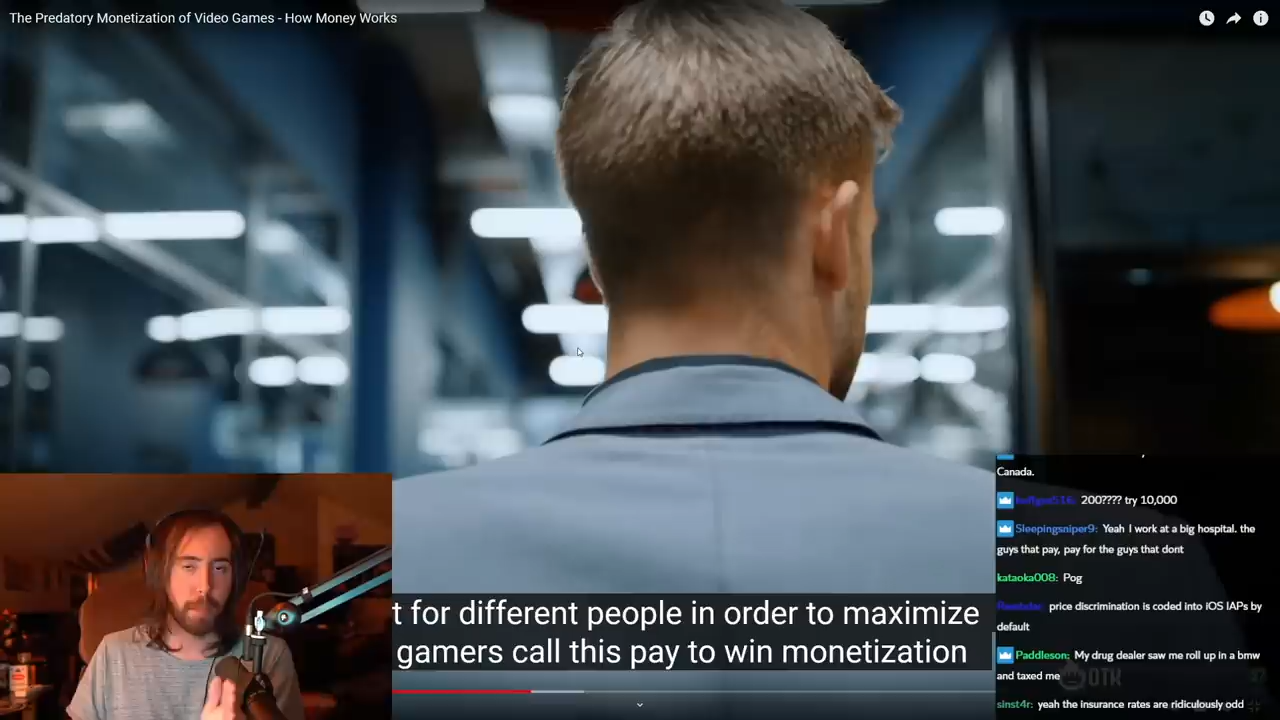 The Predatory Monetization of Video Games - How Money Works
t for different people in order to maximize
gamers call this pay to win monetization
Canada.
200???? try 10,000
Sleepingsniper9: Yeah I work at a big hospital. the
guys that pay, pay for the guys that dont
kataoka008: Pog
price discrimination is coded into iOS IAPs by
default
Paddleson: My drug dealer saw me roll up in a bmw
and taxed me
OTK
sinst4r: yeah the insurance rates are ridiculously odd